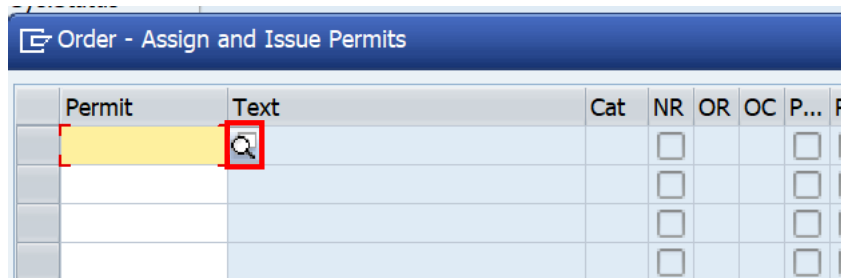 Order - Assign and Issue Permits
Permit Text Cat NR OR OC P...